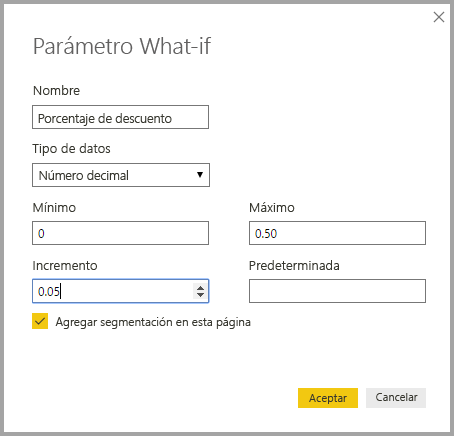 Parámetro What-if
Nombre
Porcentaje de descuento
Tipo de datos
Número decimal
Mínimo
Máximo
0
0.50
Incremento
Predeterminada
0.05
Agregar segmentación en esta página
Aceptar
Cancelar